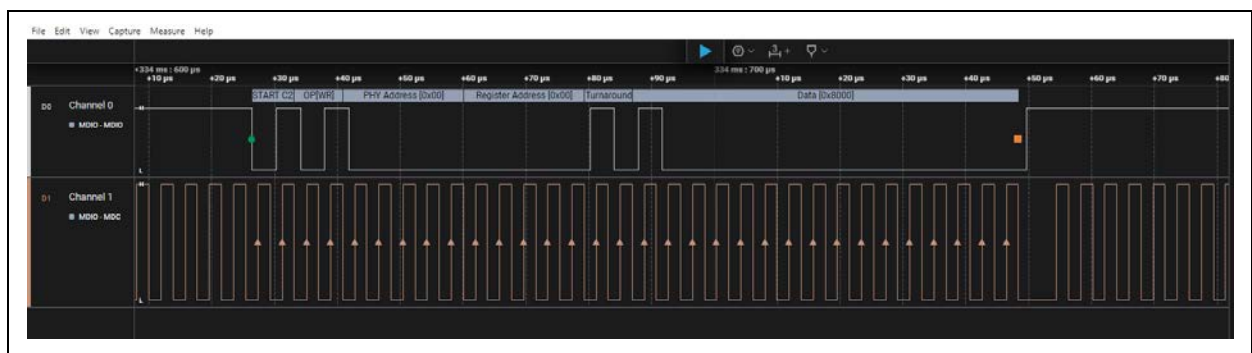 File Edit View Capture Measure Help
+334 ms : 600 µs 334 ms : 700 µs
+10 µs +20 µs +30 µs +40 µs +50 µs +60 µs +70 µs +80 µs +90 µs +10 µs +20 µs +30 µs +40 µs +50 µs +60 µs +70 µs +80
START C2 OP[WR] PHY Address [0x00] Register Address [0x00] Turnaround Data [0x8000]
D0 Channel 0 H
MDIO - MDIO
L
D1 Channel 1 H
MDIO - MDC
L